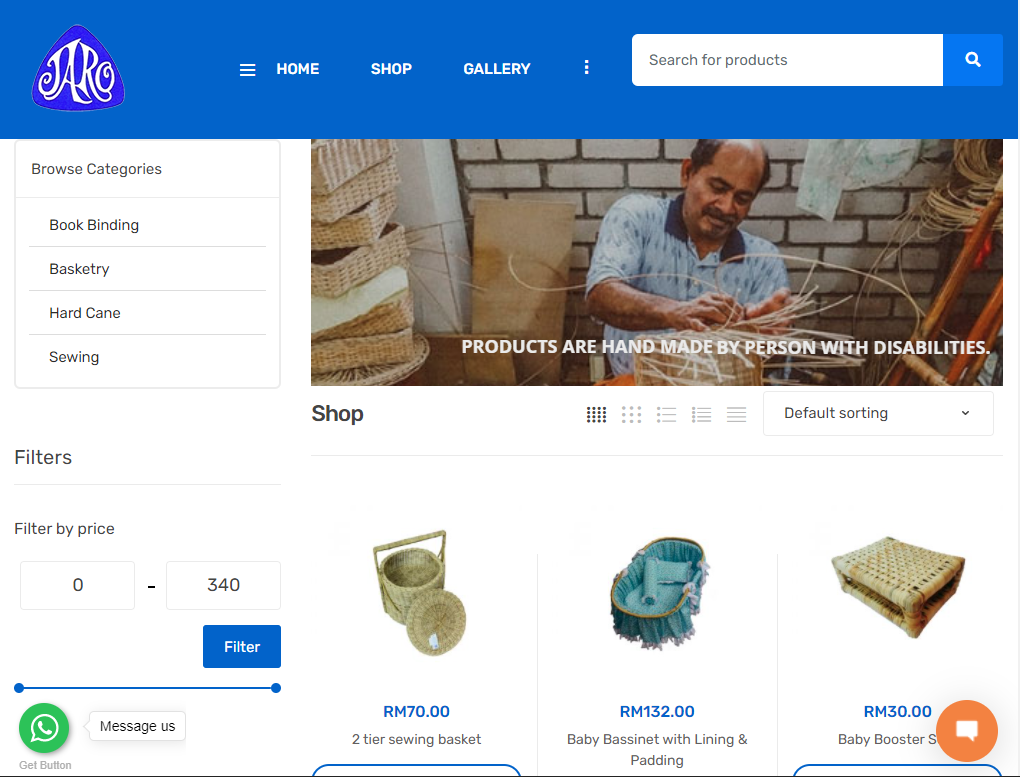 JARO
HOME
SHOP
GALLERY
Search for products
Browse Categories
Book Binding
Basketry
Hard Cane
Sewing
PRODUCTS ARE HAND MADE BY PERSON WITH DISABILITIES.
Shop
Default sorting
Filters
Filter by price
0 - 340
Filter
RM70.00
2 tier sewing basket
RM132.00
Baby Bassinet with Lining &
Padding
RM30.00
Baby Booster S
Message us
Get Button